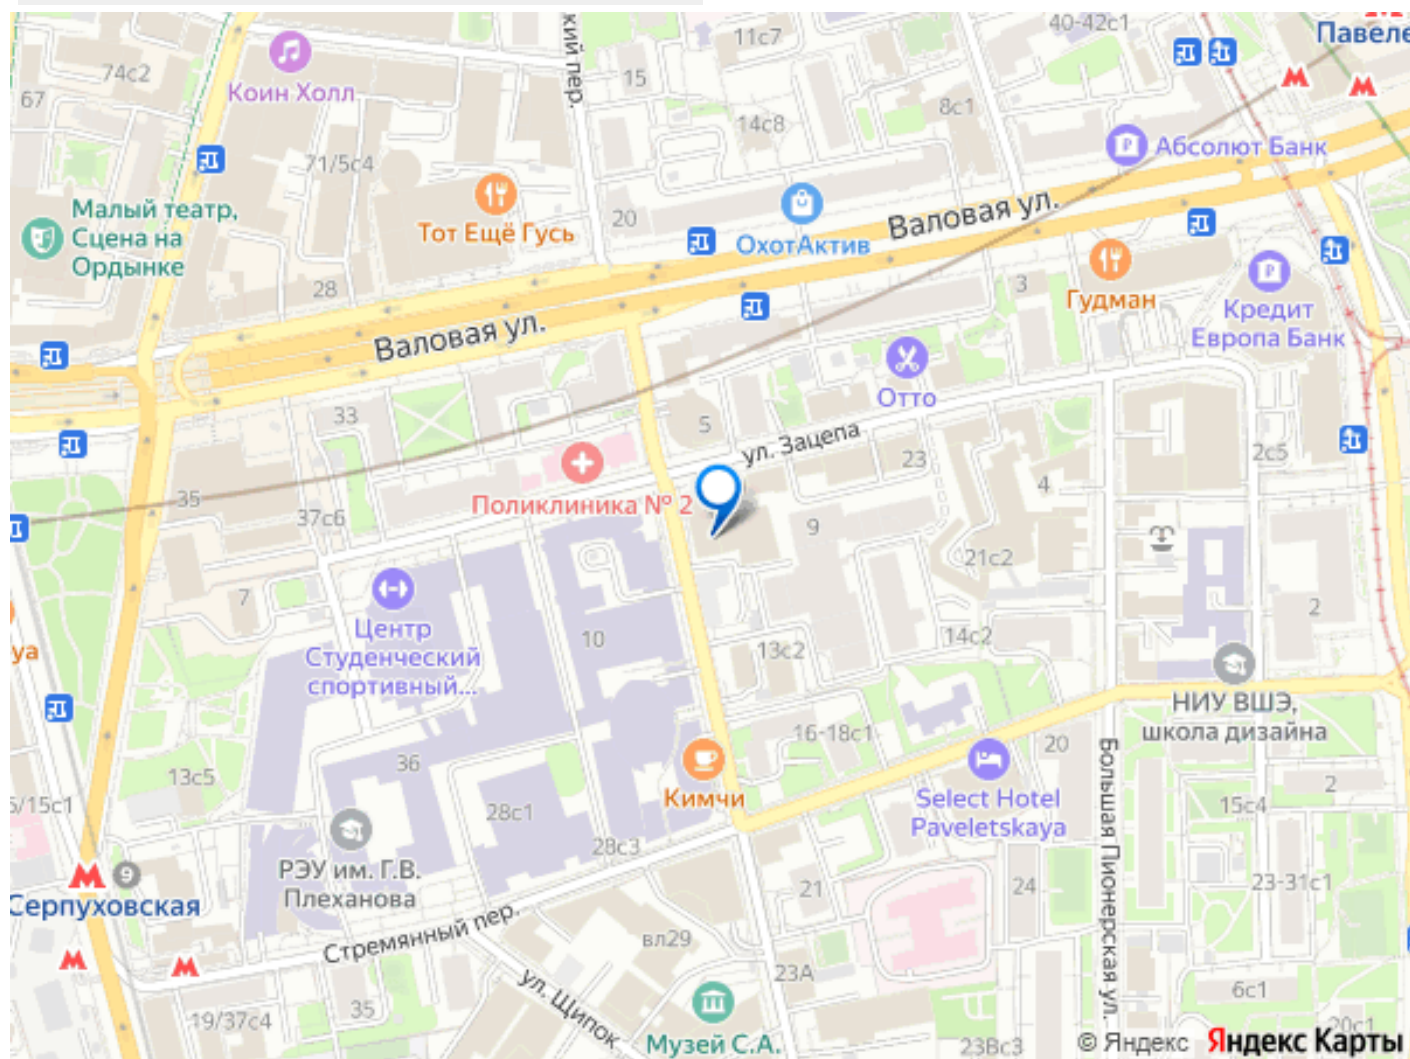 кий пер.
11с7
40-42с1
Павеле
74с2
67
Коин Холл
15
8с1
14с8
71/5с4
Абсолют Банк
Малый театр,
Сцена на
Ордынке
Тот Ещё Гусь
20
ОхотАктив
Валовая ул.
28
3
Гудман
Кредит
Европа Банк
Валовая ул.
Отто
33
5
ул. Зацепа
23
2с5
Поликлиника № 2
35
37с6
4
9
21с2
7
Центр
Студенческий
спортивный...
10
2
уа
13с2
14с2
НИУ ВШЭ,
школа дизайна
16-18с1
20
36
13с5
Большая Пионерская ул.
2
5/15с1
Кимчи
Select Hotel
Paveletskaya
15с4
28с1
28с3
РЭУ им. Г.В.
Плеханова
9
21
24
23-31с1
Серпуховская
Стремянный пер.
вл29
23А
ул. Щипок
6с1
19/37с4
35
Музей С.А.
23Вс3
20с1
© Яндекс Яндекс Карты